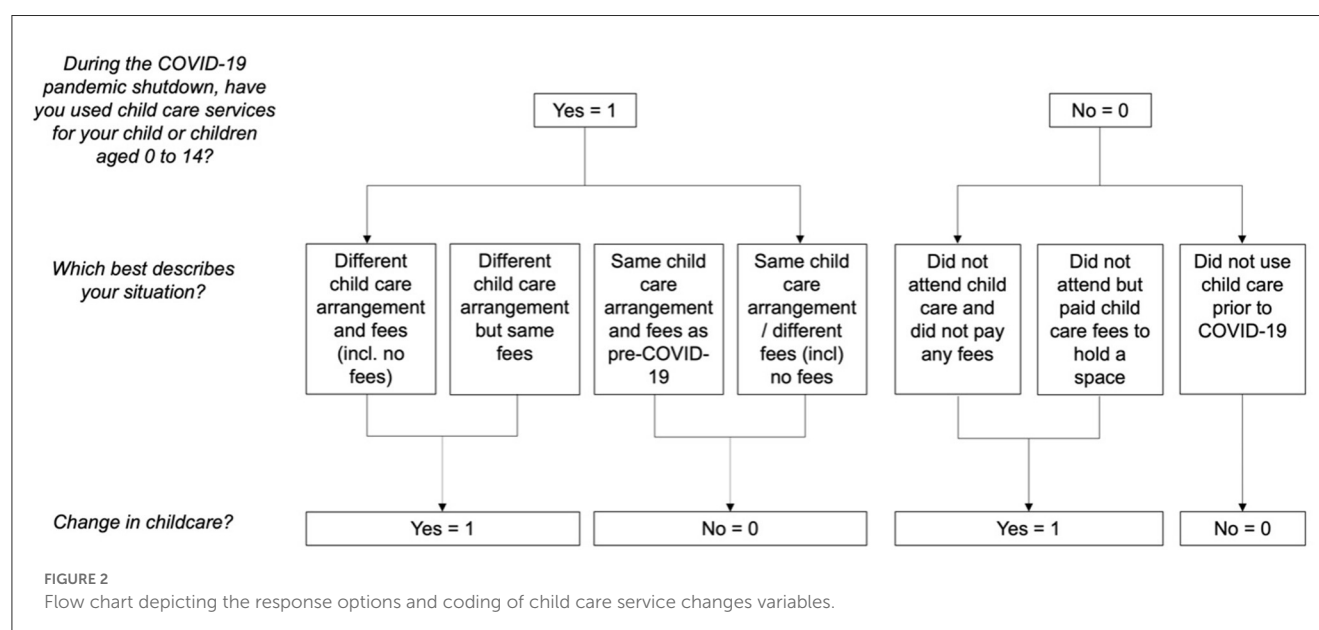 During the COVID-19
pandemic shutdown, have
you used child care services
for your child or children
aged 0 to 14?
Yes = 1
No = 0
Which best describes
your situation?
Different
child care
arrangement
and fees
(incl. no
fees)
Different
child care
arrangement
but same
fees
Same child
care
arrangement
and fees as
pre-COVID-
19
Same child
care
arrangement
/ different
fees (incl)
no fees
Did not
attend child
care and
did not pay
any fees
Did not
attend but
paid child
care fees to
hold a
space
Did not use
child care
prior to
COVID-19
Change in childcare?
Yes = 1
No = 0
Yes = 1
No = 0
FIGURE 2
Flow chart depicting the response options and coding of child care service changes variables.